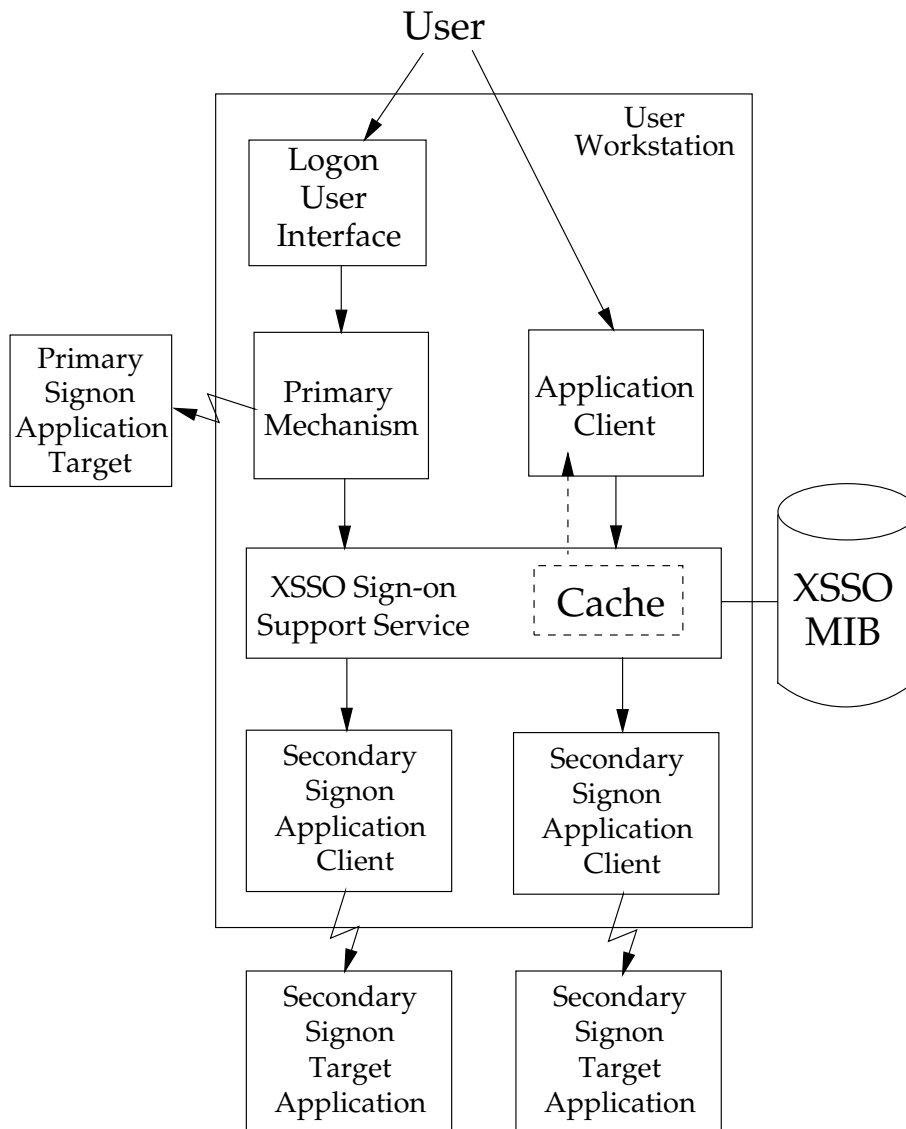 User
User
Workstation
Logon
User
Interface
Primary
Signon
Application
Target
Primary
Mechanism
Application
Client
XSSO Sign-on
Support Service
Cache
XSSO
MIB
Secondary
Signon
Application
Client
Secondary
Signon
Application
Client
Secondary
Signon
Target
Application
Secondary
Signon
Target
Application